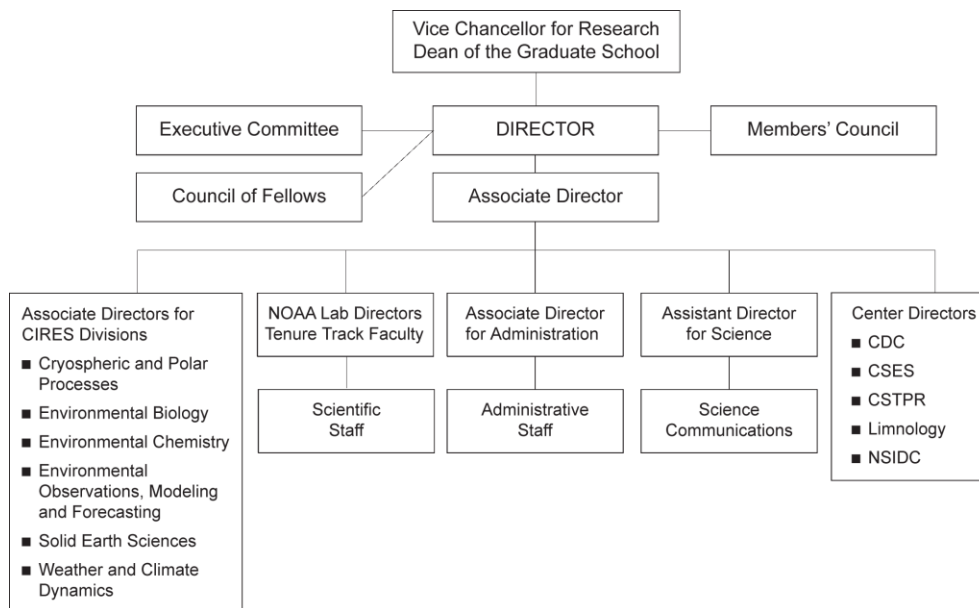 Vice Chancellor for Research
Dean of the Graduate School
Executive Committee
DIRECTOR
Members’ Council
Council of Fellows
Associate Director
Associate Directors for
CIRES Divisions
■ Cryospheric and Polar
Processes
■ Environmental Biology
■ Environmental Chemistry
■ Environmental
Observations, Modeling
and Forecasting
■ Solid Earth Sciences
■ Weather and Climate
Dynamics
NOAA Lab Directors
Tenure Track Faculty
Scientific
Staff
Associate Director
for Administration
Administrative
Staff
Assistant Director
for Science
Science
Communications
Center Directors
■ CDC
■ CSES
■ CSTPR
■ Limnology
■ NSIDC